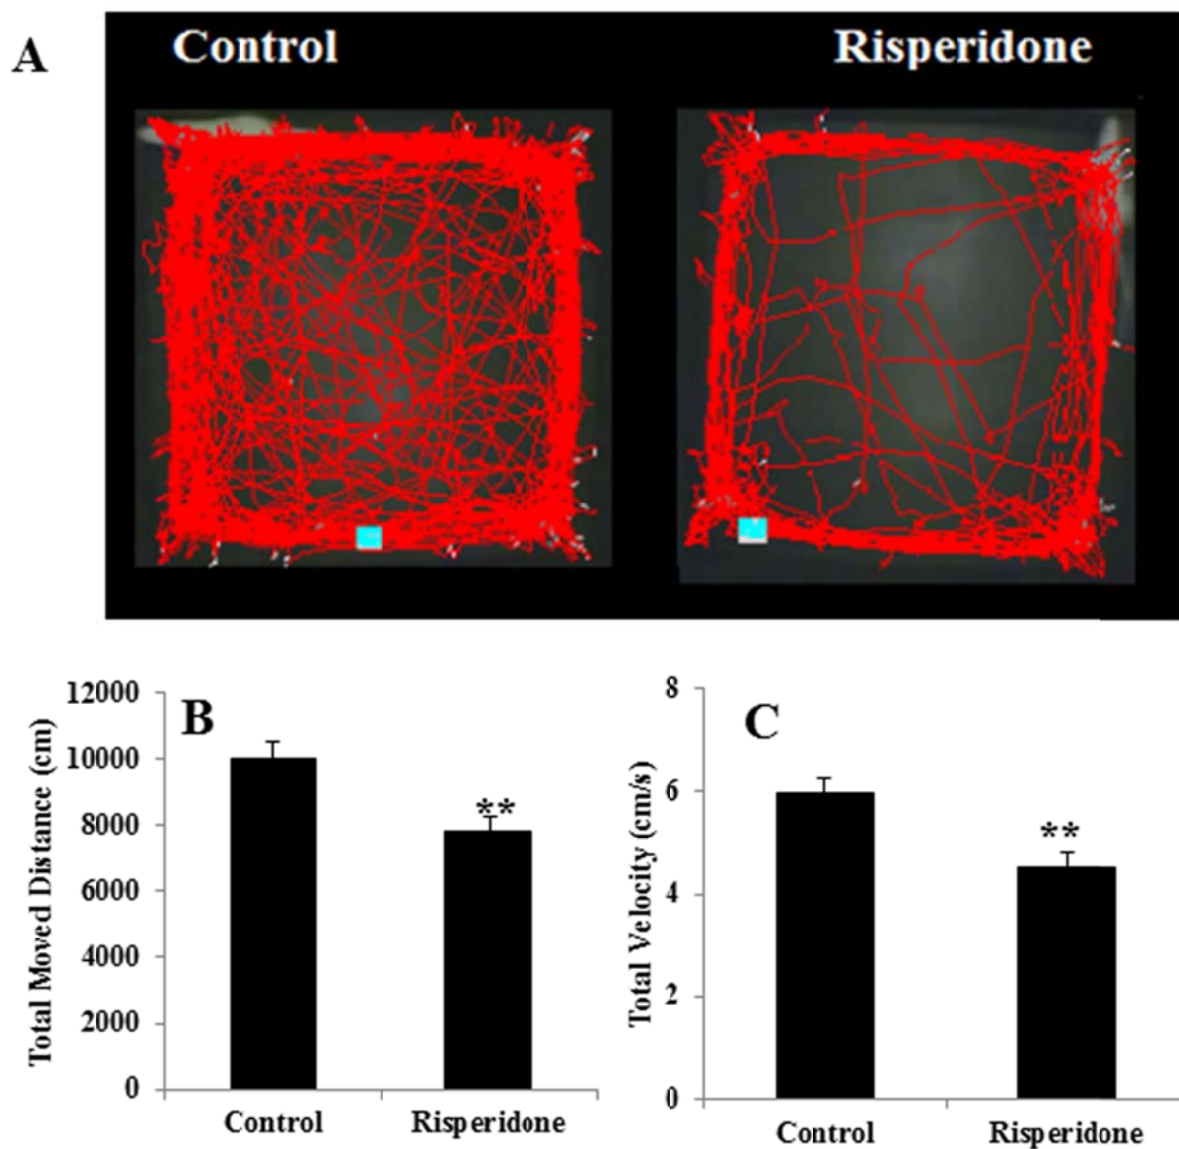 A
Control
Risperidone
B
Total Moved Distance (cm)
12000
10000
8000
6000
4000
2000
0
**
Control
Risperidone
C
Total Velocity (cm/s)
8
6
4
2
0
**
Control
Risperidone